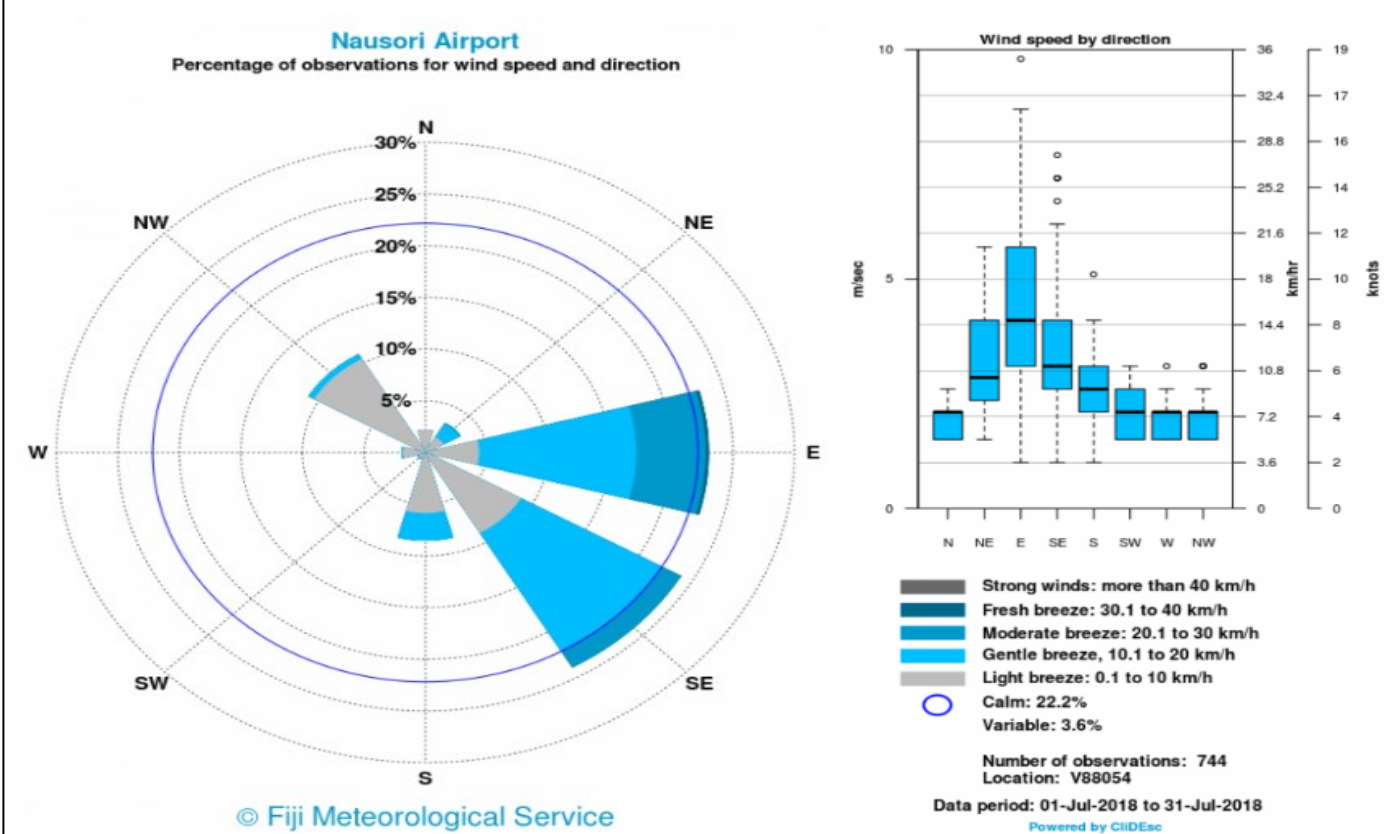 Nausori Airport
Percentage of observations for wind speed and direction
N
30%
25%
20%
15%
10%
5%
NW
NE
W
E
SW
SE
S
© Fiji Meteorological Service
Wind speed by direction
10
5
0
m/sec
36
32.4
28.8
25.2
21.6
18
14.4
10.8
7.2
3.6
0
km/hr
19
17
16
14
12
10
8
6
4
2
0
knots
N NE E SE S SW W NW
Strong winds: more than 40 km/h
Fresh breeze: 30.1 to 40 km/h
Moderate breeze: 20.1 to 30 km/h
Gentle breeze, 10.1 to 20 km/h
Light breeze: 0.1 to 10 km/h
Calm: 22.2%
Variable: 3.6%
Number of observations: 744
Location: V88054
Data period: 01-Jul-2018 to 31-Jul-2018
Powered by CliDEsc